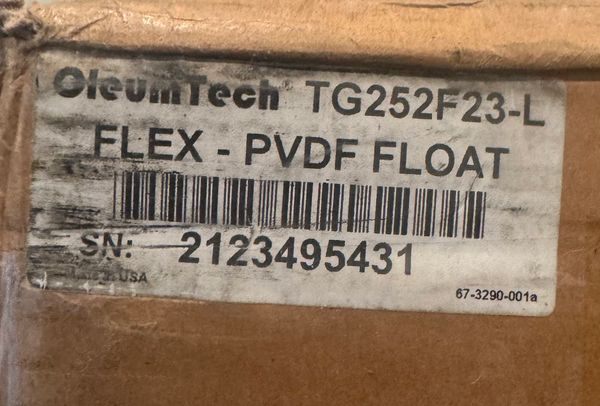 OleumTech TG252F23-L
FLEX - PVDF FLOAT
SN: 2123495431
USA
67-3290-001a